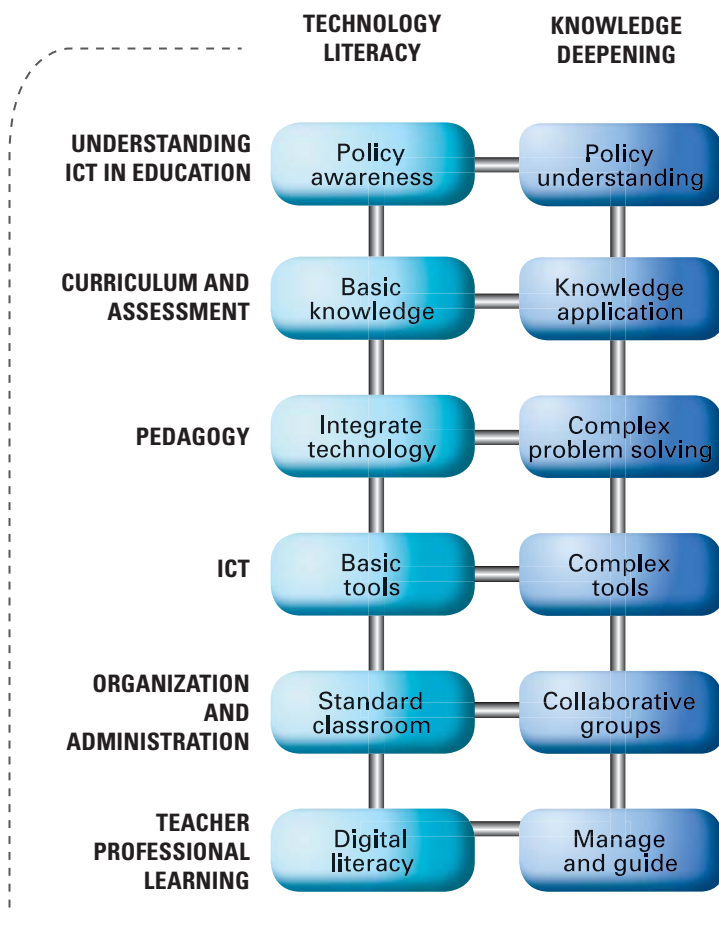 TECHNOLOGY
LITERACY
KNOWLEDGE
DEEPENING
UNDERSTANDING
ICT IN EDUCATION
Policy
awareness
Policy
understanding
CURRICULUM AND
ASSESSMENT
Basic
knowledge
Knowledge
application
PEDAGOGY
Integrate
technology
Complex
problem solving
ICT
Basic
tools
Complex
tools
ORGANIZATION
AND
ADMINISTRATION
Standard
classroom
Collaborative
groups
TEACHER
PROFESSIONAL
LEARNING
Digital
literacy
Manage
and guide